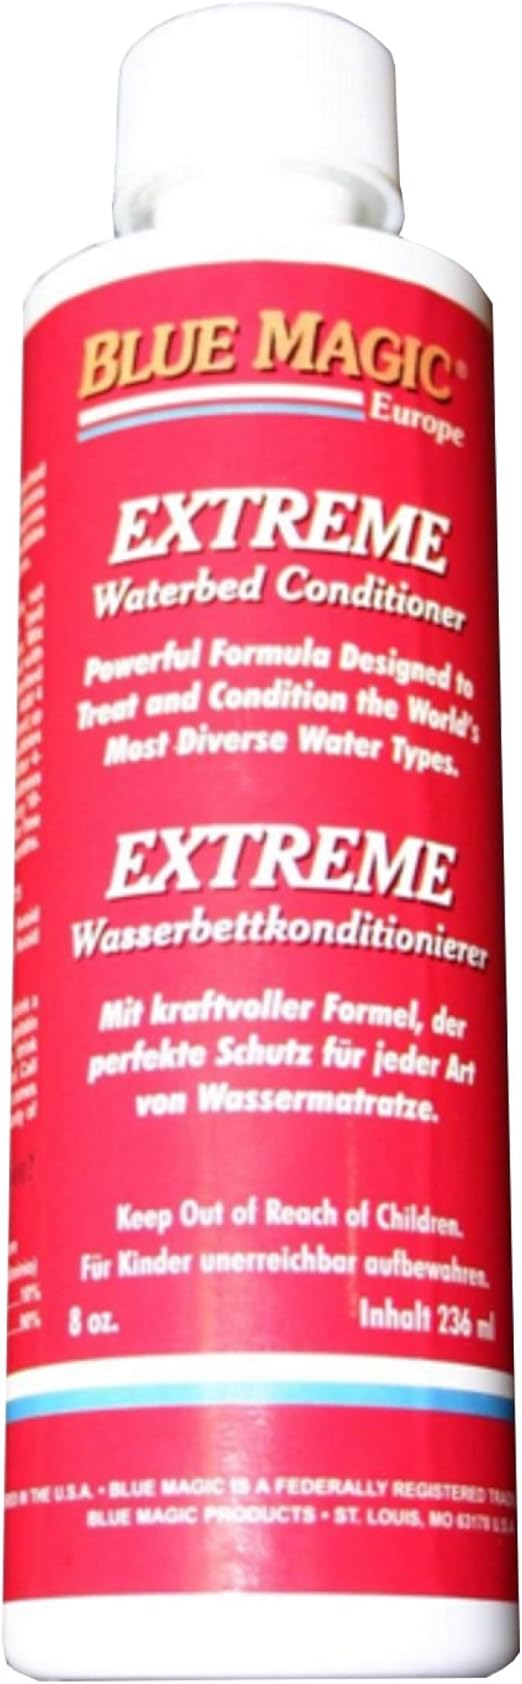 BLUE MAGIC®
Europe
EXTREME
Waterbed Conditioner
Powerful Formula Designed to
Treat and Condition the World's
Most Diverse Water Types.
EXTREME
Wasserbettkonditionierer
Mit kraftvoller Formel, der
perfekte Schutz für jeder Art
von Wassermatratze.
Keep Out of Reach of Children.
Für Kinder unerreichbar aufbewahren.
8 oz. Inhalt 236 ml
IN THE U.S.A. • BLUE MAGIC IS A FEDERALLY REGISTERED
BLUE MAGIC PRODUCTS • ST. LOUIS, MO 63178 U.S.A